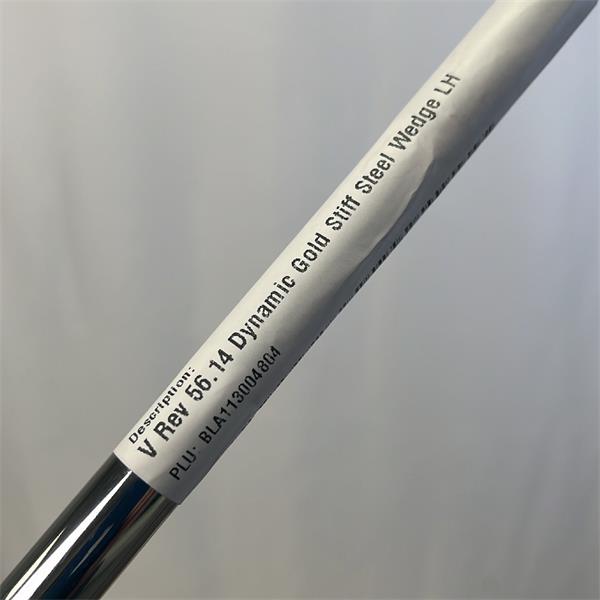 Description:
V Rev 56.14 Dynamic Gold Stiff Steel Wedge LH
PLU: BLA113004804